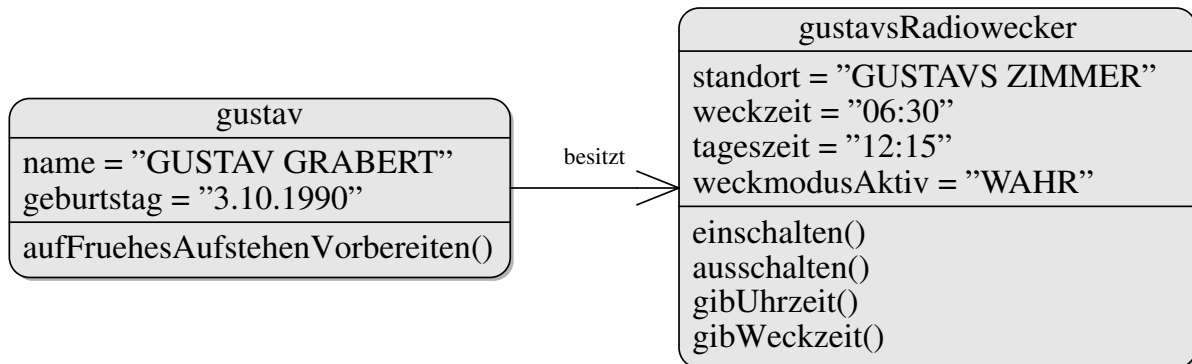 gustav
name = ”GUSTAV GRABERT”
geburtstag = ”3.10.1990”
aufFruehesAufstehenVorbereiten()
besitzt
gustavsRadiowecker
standort = ”GUSTAVS ZIMMER”
weckzeit = ”06:30”
tageszeit = ”12:15”
weckmodusAktiv = ”WAHR”
einschalten()
ausschalten()
gibUhrzeit()
gibWeckzeit()